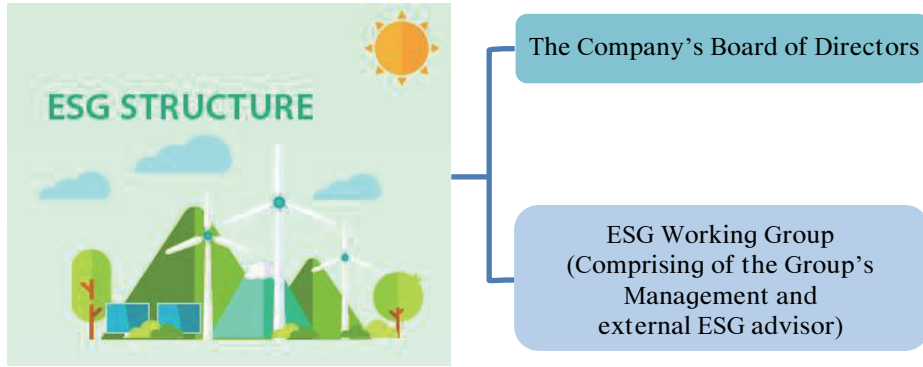 ESG STRUCTURE
The Company’s Board of Directors
ESG Working Group
(Comprising of the Group’s
Management and
external ESG advisor)